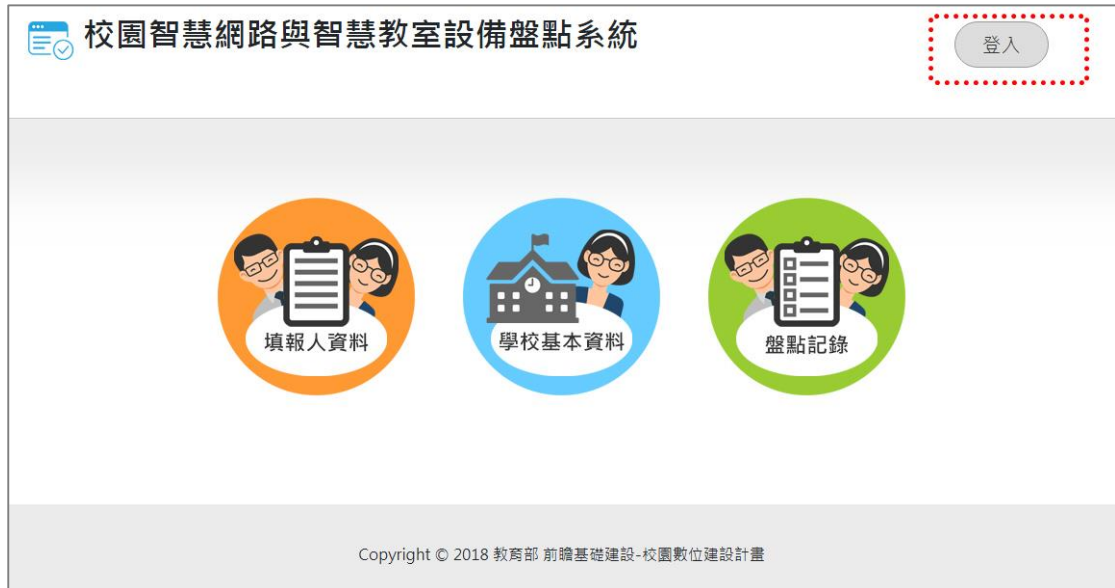 校園智慧網路與智慧教室設備盤點系統
登入
填報人資料
學校基本資料
盤點記錄
Copyright © 2018 教育部 前瞻基礎建設-校園數位建設計畫